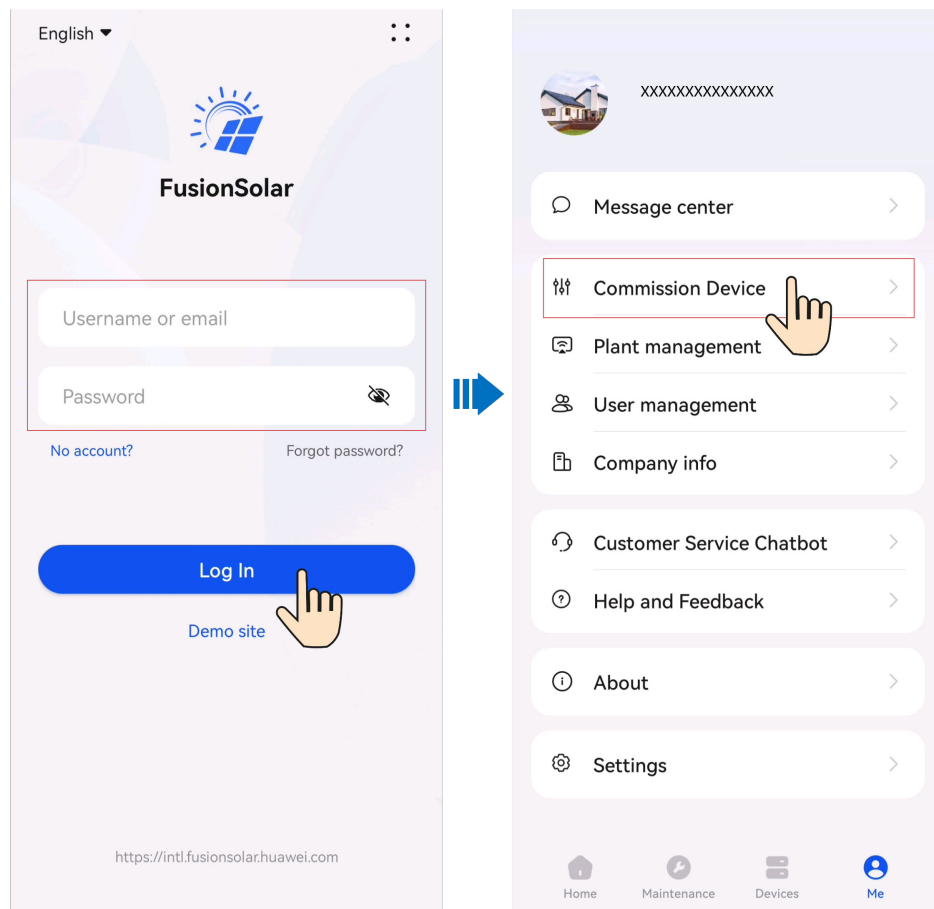 English
FusionSolar
Username or email
Password
No account?
Forgot password?
Log In
Demo site
https://intl.fusionsolar.huawei.com
XXXXXXXXXXXXXXX
Message center
Commission Device
Plant management
User management
Company info
Customer Service Chatbot
Help and Feedback
About
Settings
Home
Maintenance
Devices
Me